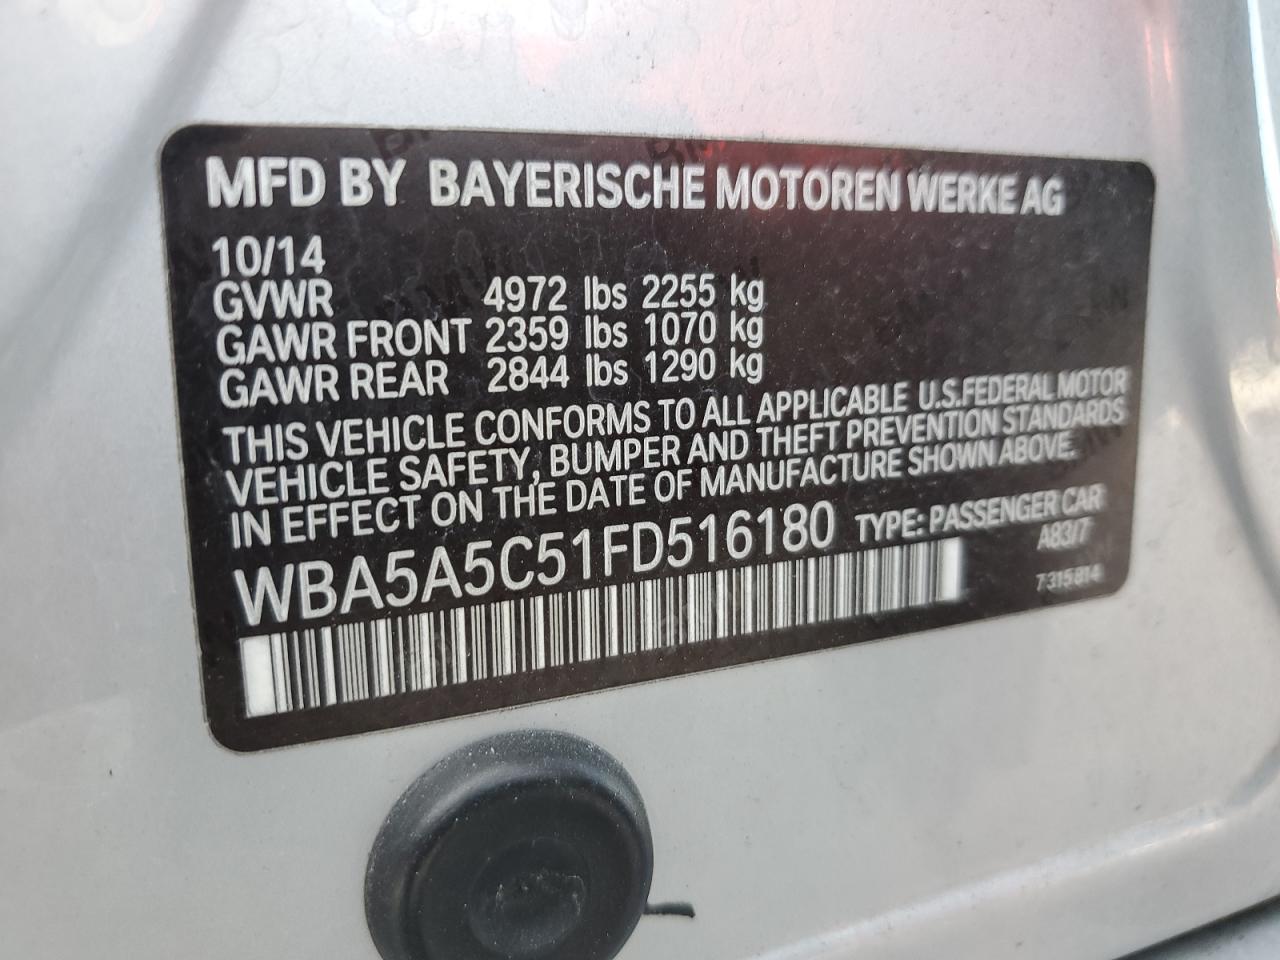 MFD BY BAYERISCHE MOTOREN WERKE AG
10/14
GVWR 4972 lbs 2255 kg
GAWR FRONT 2359 lbs 1070 kg
GAWR REAR 2844 lbs 1290 kg
THIS VEHICLE CONFORMS TO ALL APPLICABLE U.S.FEDERAL MOTOR
VEHICLE SAFETY, BUMPER AND THEFT PREVENTION STANDARDS
IN EFFECT ON THE DATE OF MANUFACTURE SHOWN ABOVE.
WBA5A5C51FD516180 TYPE: PASSENGER CAR
A83/7
7315814